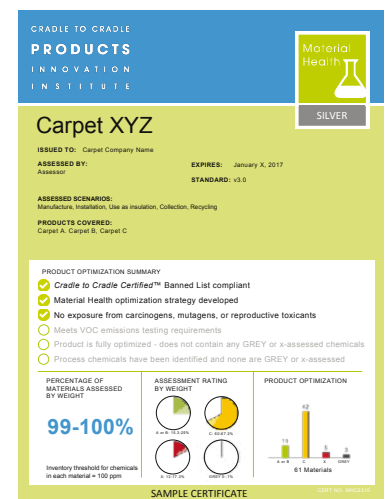 CRADLE TO CRADLE
PRODUCTS
INNOVATION
INSTITUTE
Material
Health
SILVER
Carpet XYZ
ISSUED TO: Carpet Company Name
ASSESSED BY:
Assessor
EXPIRES: January X, 2017
STANDARD: v3.0
ASSESSED SCENARIOS:
Manufacture, Installation, Use as insulation, Collection, Recycling
PRODUCTS COVERED:
Carpet A. Carpet B, Carpet C
PRODUCT OPTIMIZATION SUMMARY
Cradle to Cradle Certified™ Banned List compliant
Material Health optimization strategy developed
No exposure from carcinogens, mutagens, or reproductive toxicants
Meets VOC emissions testing requirements
Product is fully optimized - does not contain any GREY or x-assessed chemicals
Process chemicals have been identified and none are GREY or x-assessed
PERCENTAGE OF
MATERIALS ASSESSED
BY WEIGHT
99-100%
Inventory threshold for chemicals
in each material = 100 ppm
ASSESSMENT RATING
BY WEIGHT
PRODUCT OPTIMIZATION
42
5
3
A or B
C
X
GREY
61 Materials
SAMPLE CERTIFICATE